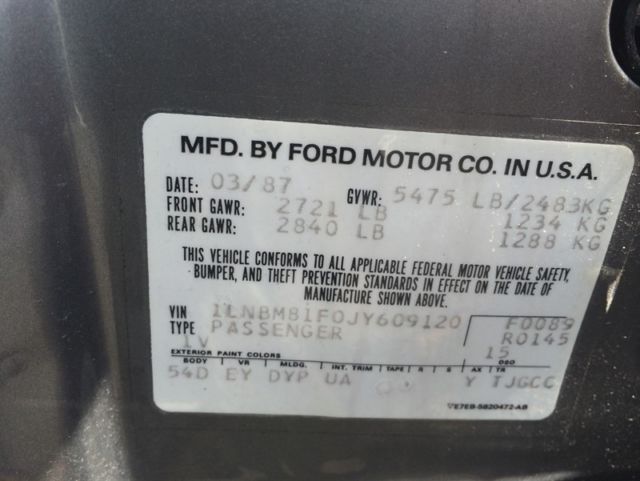 MFD. BY FORD MOTOR CO. IN U.S.A.
DATE: 03/87 GVWR: 5475 LB/2483KG
FRONT GAWR: 2721 LB 1234 KG
REAR GAWR: 2840 LB 1288 KG
THIS VEHICLE CONFORMS TO ALL APPLICABLE FEDERAL MOTOR VEHICLE SAFETY,
BUMPER, AND THEFT PREVENTION STANDARDS IN EFFECT ON THE DATE OF
MANUFACTURE SHOWN ABOVE.
VIN 1LNBM81F0JY609120 F0089
TYPE PASSENGER R0145
1V 15
EXTERIOR PAINT COLORS DSO
BODY VR MLDG. INT. TRIM TAPE R S AX TR
54D EY DYP UA Y TJGCC
E7EB-5820472-AB